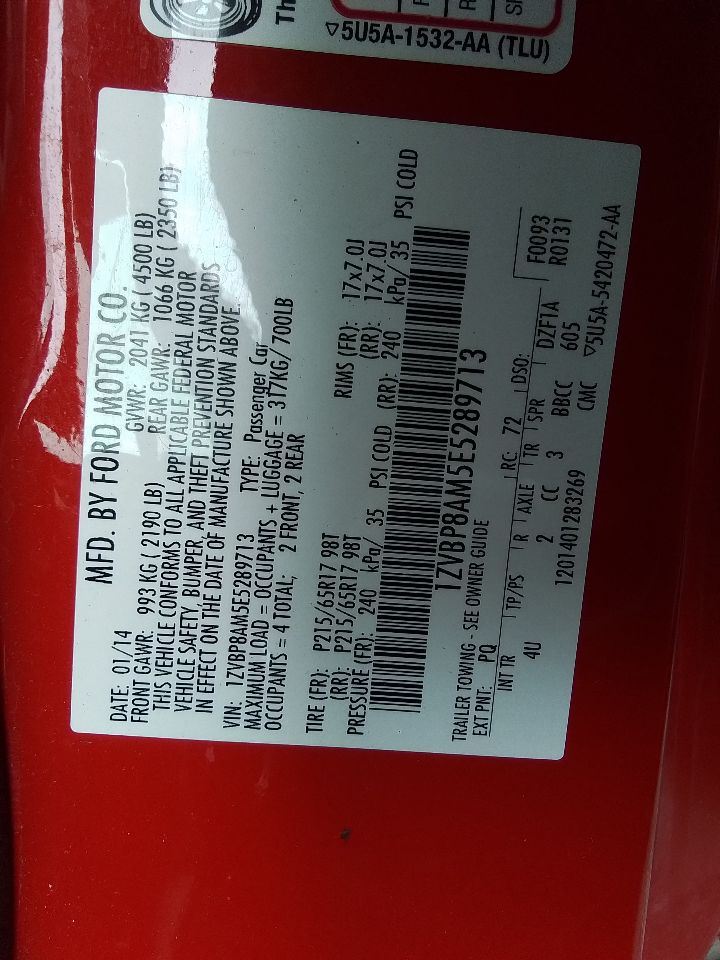 MFD. BY FORD MOTOR CO.
DATE: 01/14 GVWR: 2041 KG ( 4500 LB)
FRONT GAWR: 993 KG ( 2190 LB) REAR GAWR: 1066 KG ( 2350 LB)
THIS VEHICLE CONFORMS TO ALL APPLICABLE FEDERAL MOTOR
VEHICLE SAFETY, BUMPER, AND THEFT PREVENTION STANDARDS
IN EFFECT ON THE DATE OF MANUFACTURE SHOWN ABOVE.
VIN: 1ZVBP8AM5E5289713 TYPE: Passenger Car
MAXIMUM LOAD = OCCUPANTS + LUGGAGE = 317KG/ 700LB
OCCUPANTS = 4 TOTAL; 2 FRONT, 2 REAR
TIRE (FR): P215/65R17 98T RIMS (FR): 17x7.0J
(RR): P215/65R17 98T (RR): 17x7.0J
PRESSURE (FR): 240 kPa/ 35 PSI COLD (RR): 240 kPa/ 35 PSI COLD
1ZVBP8AM5E5289713
TRAILER TOWING - SEE OWNER GUIDE
EXT PNT: PQ RC: 72 DSO: F0093
INT TR TP/PS R AXLE TR SPR R0131
4U 2 CC 3 BBCC DZFTA
605
1201401283269 CMC ▽5U5A-5420472-AA
Th
▽5U5A-1532-AA (TLU)